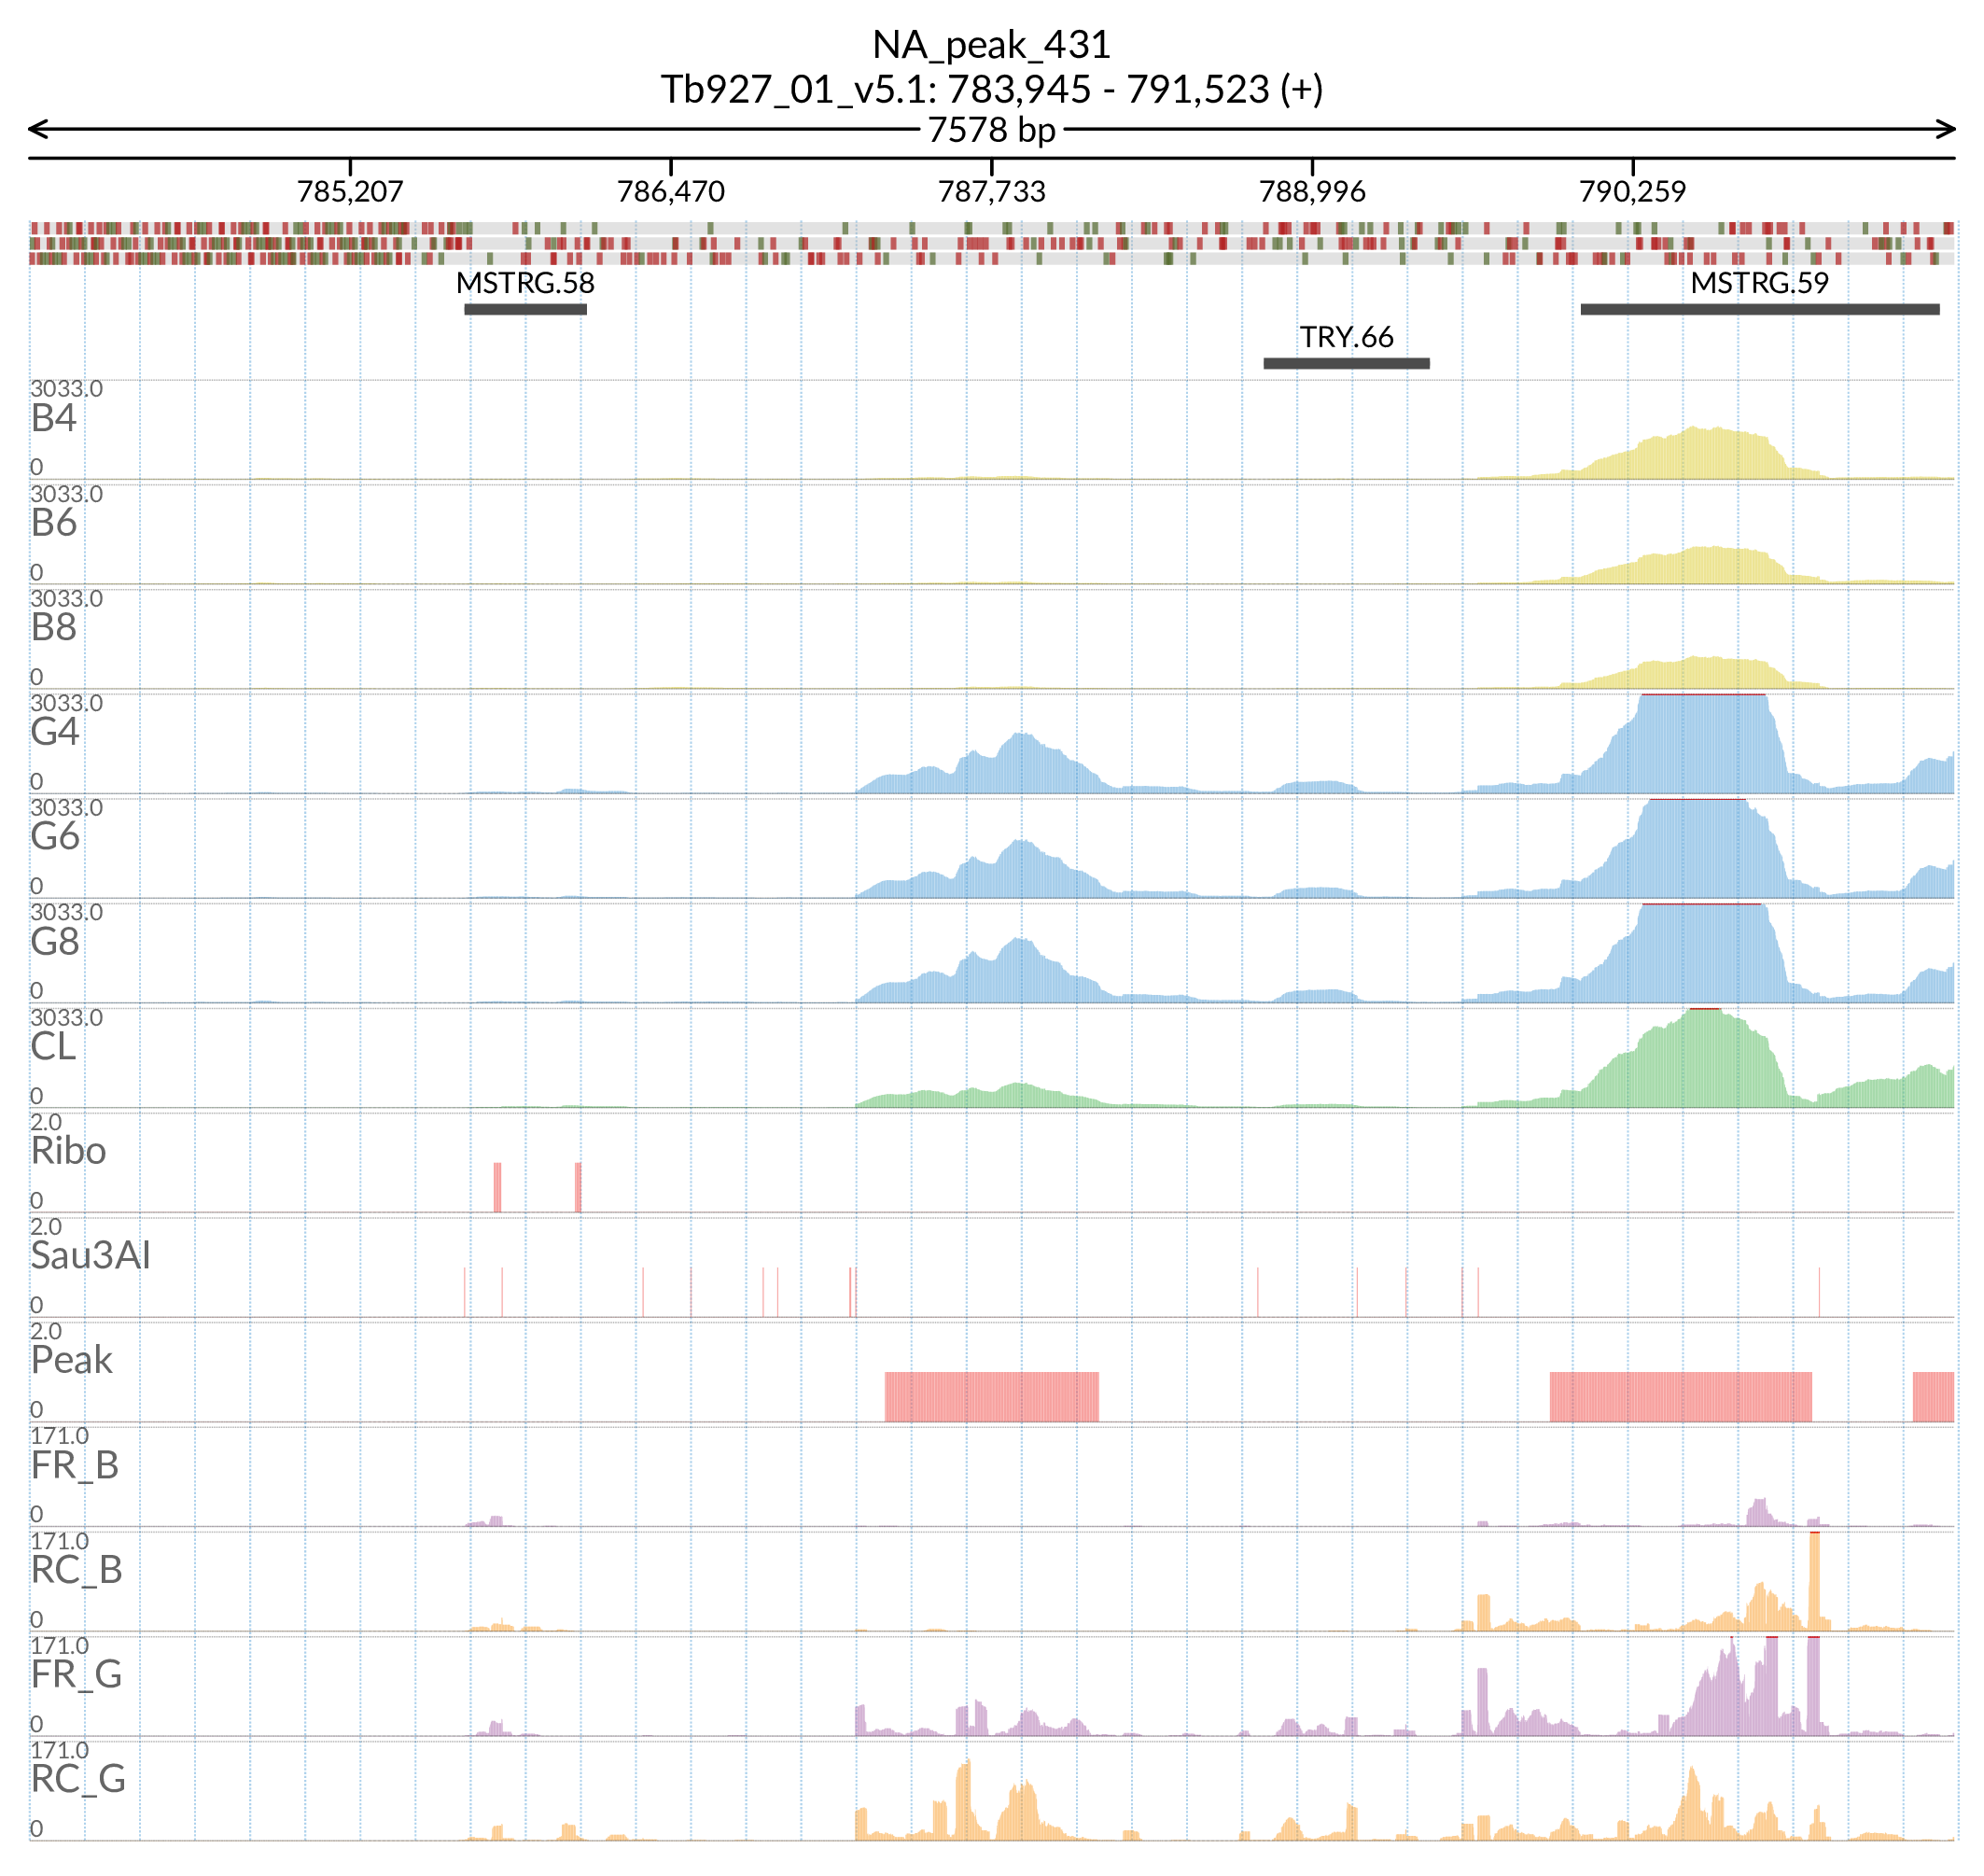 NA_peak_431
Tb927_01_v5.1: 783,945 - 791,523 (+)
7578 bp
785,207 786,470 787,733 788,996 790,259
MSTRG.58 MSTRG.59
TRY.66
3033.0
B4
0
3033.0
B6
0
3033.0
B8
0
3033.0
G4
0
3033.0
G6
0
3033.0
G8
0
3033.0
CL
0
2.0
Ribo
0
2.0
Sau3AI
0
2.0
Peak
0
171.0
FR_B
0
171.0
RC_B
0
171.0
FR_G
0
171.0
RC_G
0